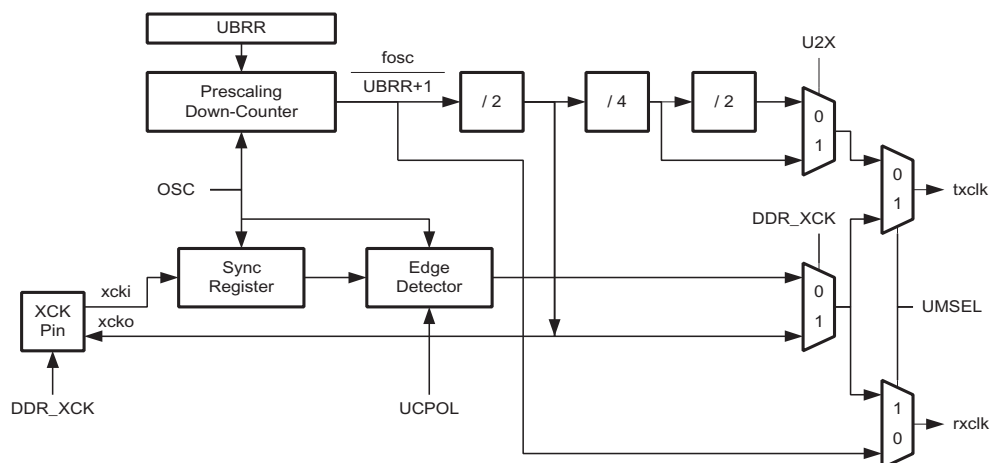 UBRR
U2X
fosc
UBRR+1
Prescaling
Down-Counter
/ 2
/ 4
/ 2
0
1
OSC
0
1
txclk
DDR_XCK
xcki
Sync
Register
Edge
Detector
0
1
UMSEL
XCK
Pin
xcko
DDR_XCK
UCPOL
1
0
rxclk